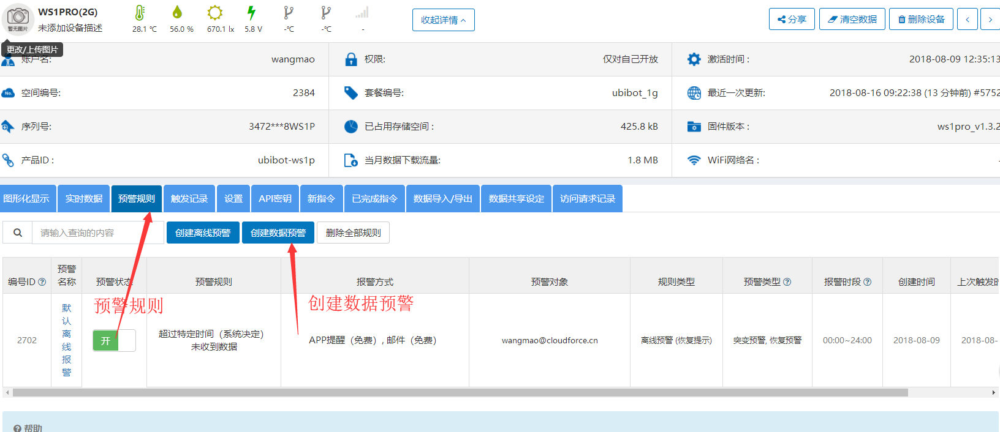 WS1PRO(2G)
未添加设备描述
暂无图片
28.1 ℃
56.0 %
670.1 lx
5.8 V
-℃
-℃
-
收起详情
分享
清空数据
删除设备
更改/上传图片
账户名:
wangmao
权限:
仅对自己开放
激活时间 :
2018-08-09 12:35:13
No.
空间编号:
2384
套餐编号:
ubibot_1g
最近一次更新:
2018-08-16 09:22:38 (13 分钟前) #5752
序列号:
3472***8WS1P
已占用存储空间 :
425.8 kB
固件版本 :
ws1pro_v1.3.2
产品ID :
ubibot-ws1p
当月数据下载流量:
1.8 MB
WiFi网络名 :
-
图形化显示
实时数据
预警规则
触发记录
设置
API密钥
新指令
已完成指令
数据导入/导出
数据共享设定
访问请求记录
请输入查询的内容
创建离线预警
创建数据预警
删除全部规则
编号ID
预警
名称
预警状态
预警规则
报警方式
预警对象
规则类型
预警类型
报警时段
创建时间
上次触发时
预警规则
创建数据预警
2702
默
认
离
线
报
警
开
超过特定时间（系统决定）
未收到数据
APP提醒（免费）, 邮件（免费）
wangmao@cloudforce.cn
离线预警 (恢复提示)
突变预警, 恢复预警
00:00~24:00
2018-08-09
2018-08-
帮助